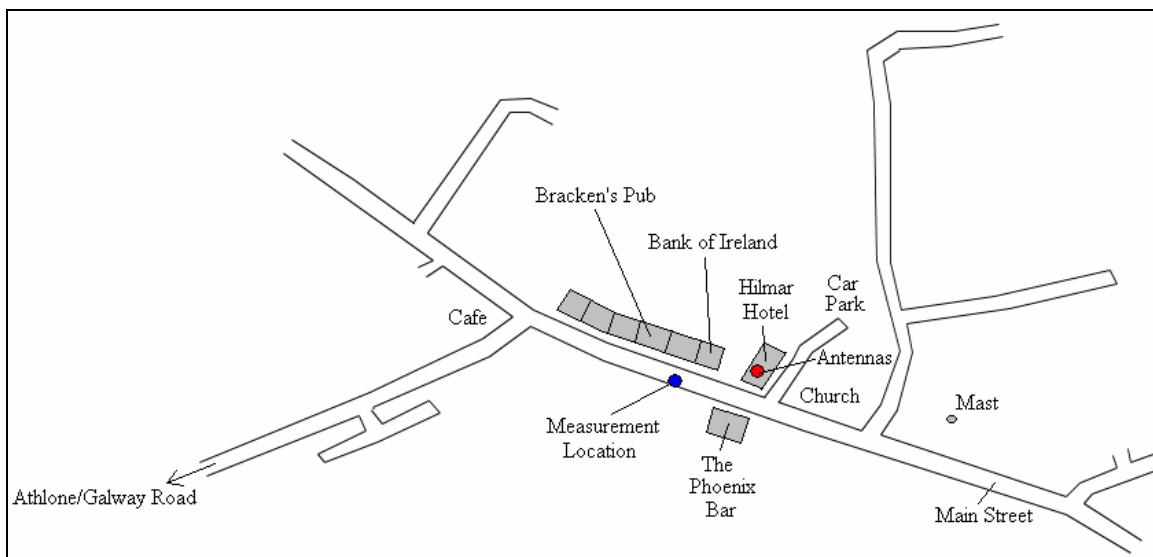 Bracken's Pub
Bank of Ireland
Hilmar
Hotel
Car
Park
Cafe
Antennas
Church
Mast
Measurement
Location
The
Phoenix
Bar
Athlone/Galway Road
Main Street